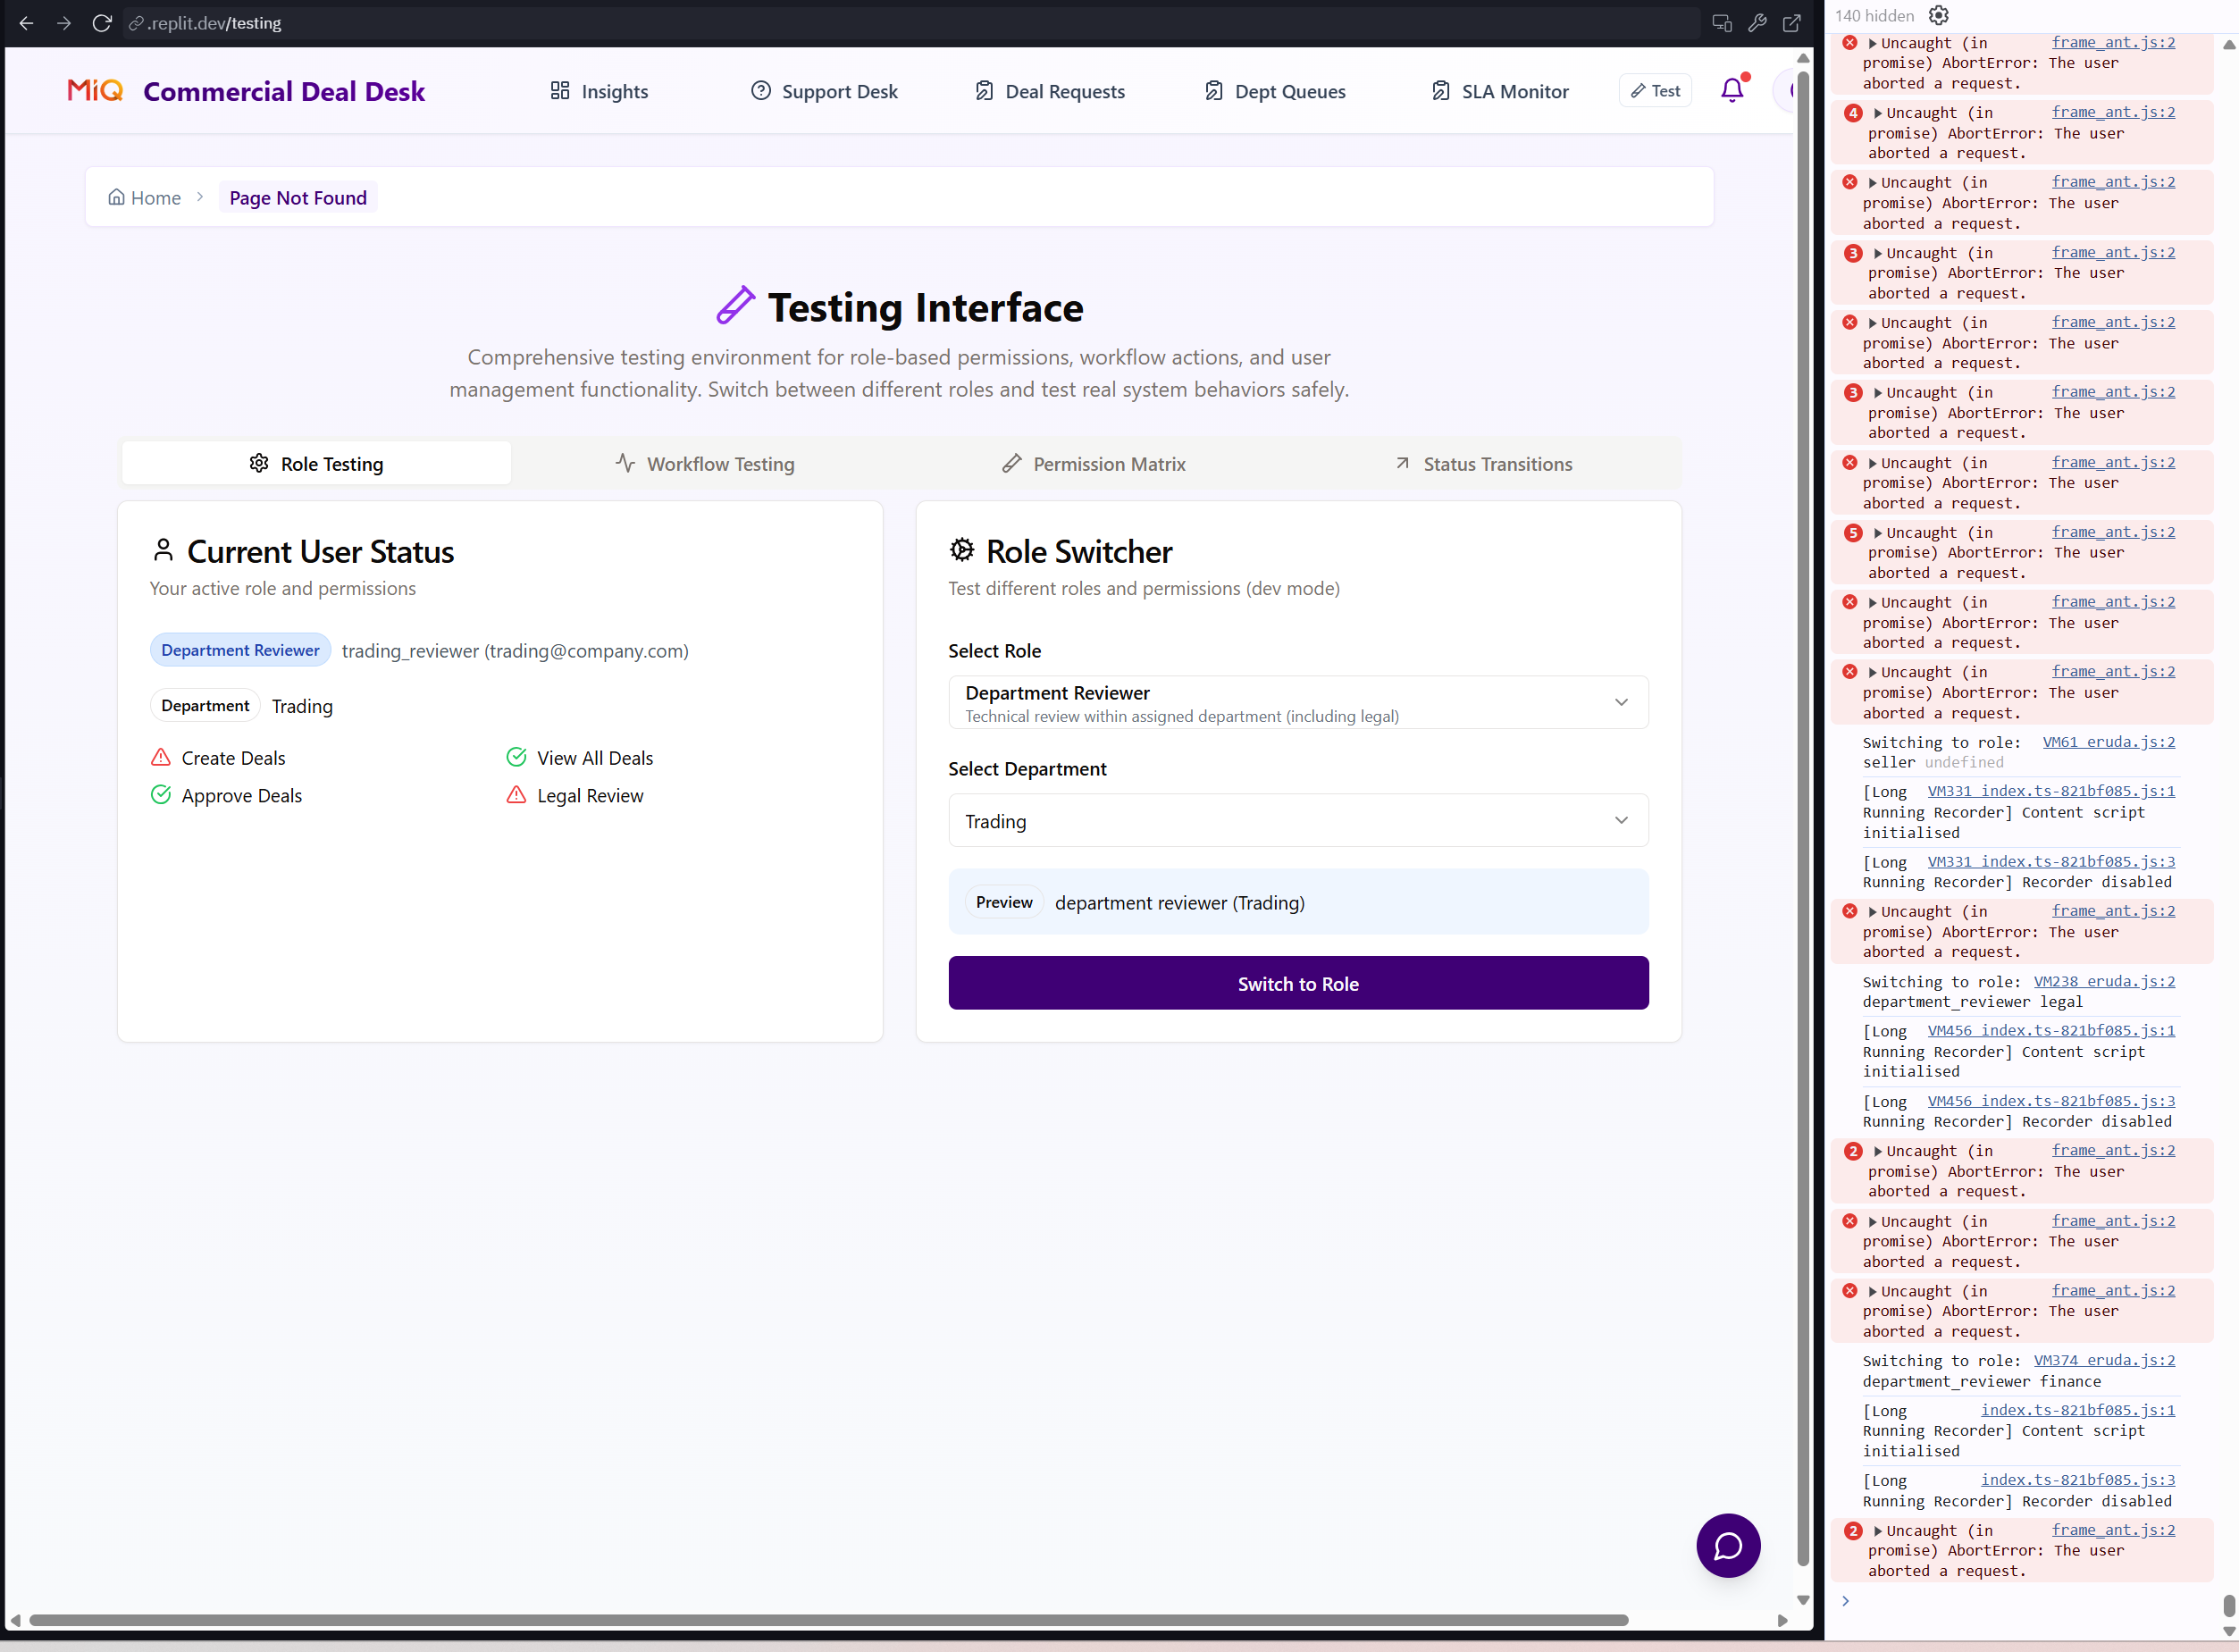 .replit.dev/testing
MiQ Commercial Deal Desk
Insights
Support Desk
Deal Requests
Dept Queues
SLA Monitor
Test
Home
Page Not Found
Testing Interface
Comprehensive testing environment for role-based permissions, workflow actions, and user
management functionality. Switch between different roles and test real system behaviors safely.
Role Testing
Workflow Testing
Permission Matrix
Status Transitions
Current User Status
Your active role and permissions
Department Reviewer trading_reviewer (trading@company.com)
Department Trading
Create Deals
View All Deals
Approve Deals
Legal Review
Role Switcher
Test different roles and permissions (dev mode)
Select Role
Department Reviewer
Technical review within assigned department (including legal)
Select Department
Trading
Preview department reviewer (Trading)
Switch to Role
140 hidden
Uncaught (in frame_ant.js:2
promise) AbortError: The user
aborted a request.
4 Uncaught (in frame_ant.js:2
promise) AbortError: The user
aborted a request.
Uncaught (in frame_ant.js:2
promise) AbortError: The user
aborted a request.
3 Uncaught (in frame_ant.js:2
promise) AbortError: The user
aborted a request.
Uncaught (in frame_ant.js:2
promise) AbortError: The user
aborted a request.
3 Uncaught (in frame_ant.js:2
promise) AbortError: The user
aborted a request.
Uncaught (in frame_ant.js:2
promise) AbortError: The user
aborted a request.
5 Uncaught (in frame_ant.js:2
promise) AbortError: The user
aborted a request.
Uncaught (in frame_ant.js:2
promise) AbortError: The user
aborted a request.
Uncaught (in frame_ant.js:2
promise) AbortError: The user
aborted a request.
Switching to role: VM61 eruda.js:2
seller undefined
[Long VM331 index.ts-821bf085.js:1
Running Recorder] Content script
initialised
[Long VM331 index.ts-821bf085.js:3
Running Recorder] Recorder disabled
Uncaught (in frame_ant.js:2
promise) AbortError: The user
aborted a request.
Switching to role: VM238 eruda.js:2
department_reviewer legal
[Long VM456 index.ts-821bf085.js:1
Running Recorder] Content script
initialised
[Long VM456 index.ts-821bf085.js:3
Running Recorder] Recorder disabled
2 Uncaught (in frame_ant.js:2
promise) AbortError: The user
aborted a request.
Uncaught (in frame_ant.js:2
promise) AbortError: The user
aborted a request.
Uncaught (in frame_ant.js:2
promise) AbortError: The user
aborted a request.
Switching to role: VM374 eruda.js:2
department_reviewer finance
[Long index.ts-821bf085.js:1
Running Recorder] Content script
initialised
[Long index.ts-821bf085.js:3
Running Recorder] Recorder disabled
2 Uncaught (in frame_ant.js:2
promise) AbortError: The user
aborted a request.